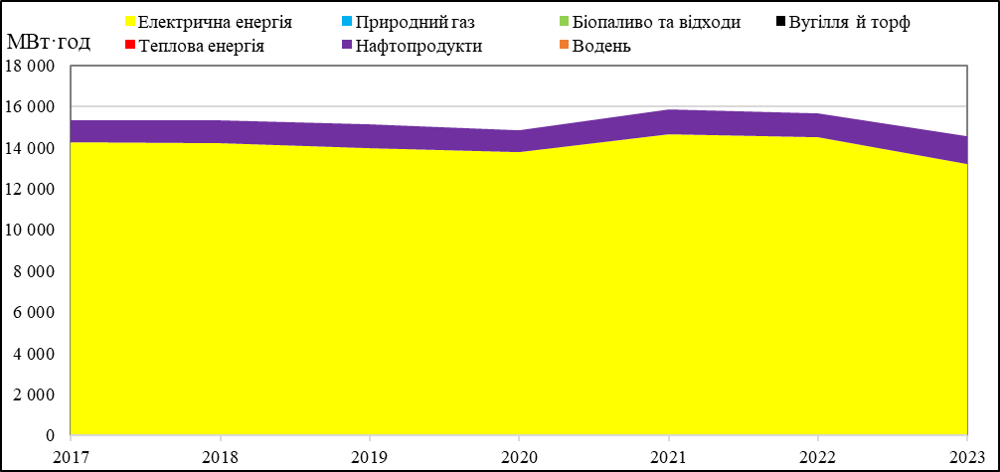 Електрична енергія Природний газ Біопаливо та відходи Вугілля й торф
Теплова енергія Нафтопродукти Водень
МВт·год
18 000
16 000
14 000
12 000
10 000
8 000
6 000
4 000
2 000
0
2017 2018 2019 2020 2021 2022 2023